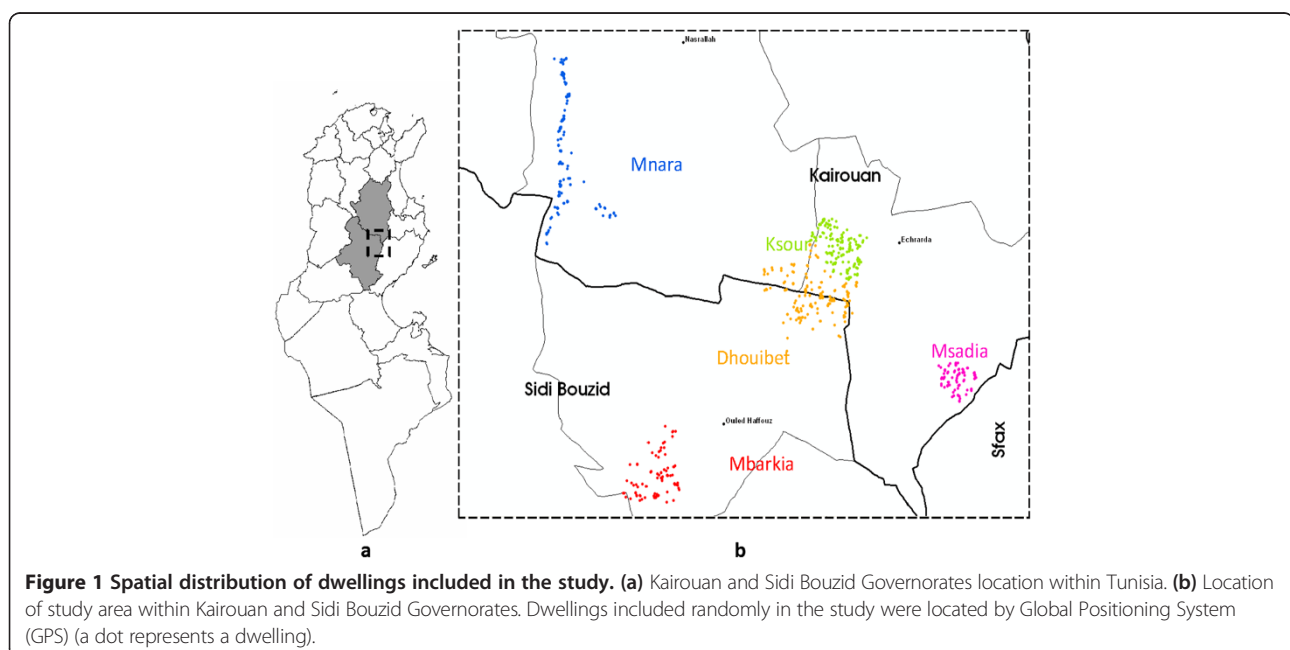 Nasrallah
Mnara
Kairouan
Ksour
Echrarda
Dhouibet
Msadia
Sidi Bouzid
Ouled Haffouz
Sfax
Mbarkia
a
b
Figure 1 Spatial distribution of dwellings included in the study. (a) Kairouan and Sidi Bouzid Governorates location within Tunisia. (b) Location
of study area within Kairouan and Sidi Bouzid Governorates. Dwellings included randomly in the study were located by Global Positioning System
(GPS) (a dot represents a dwelling).